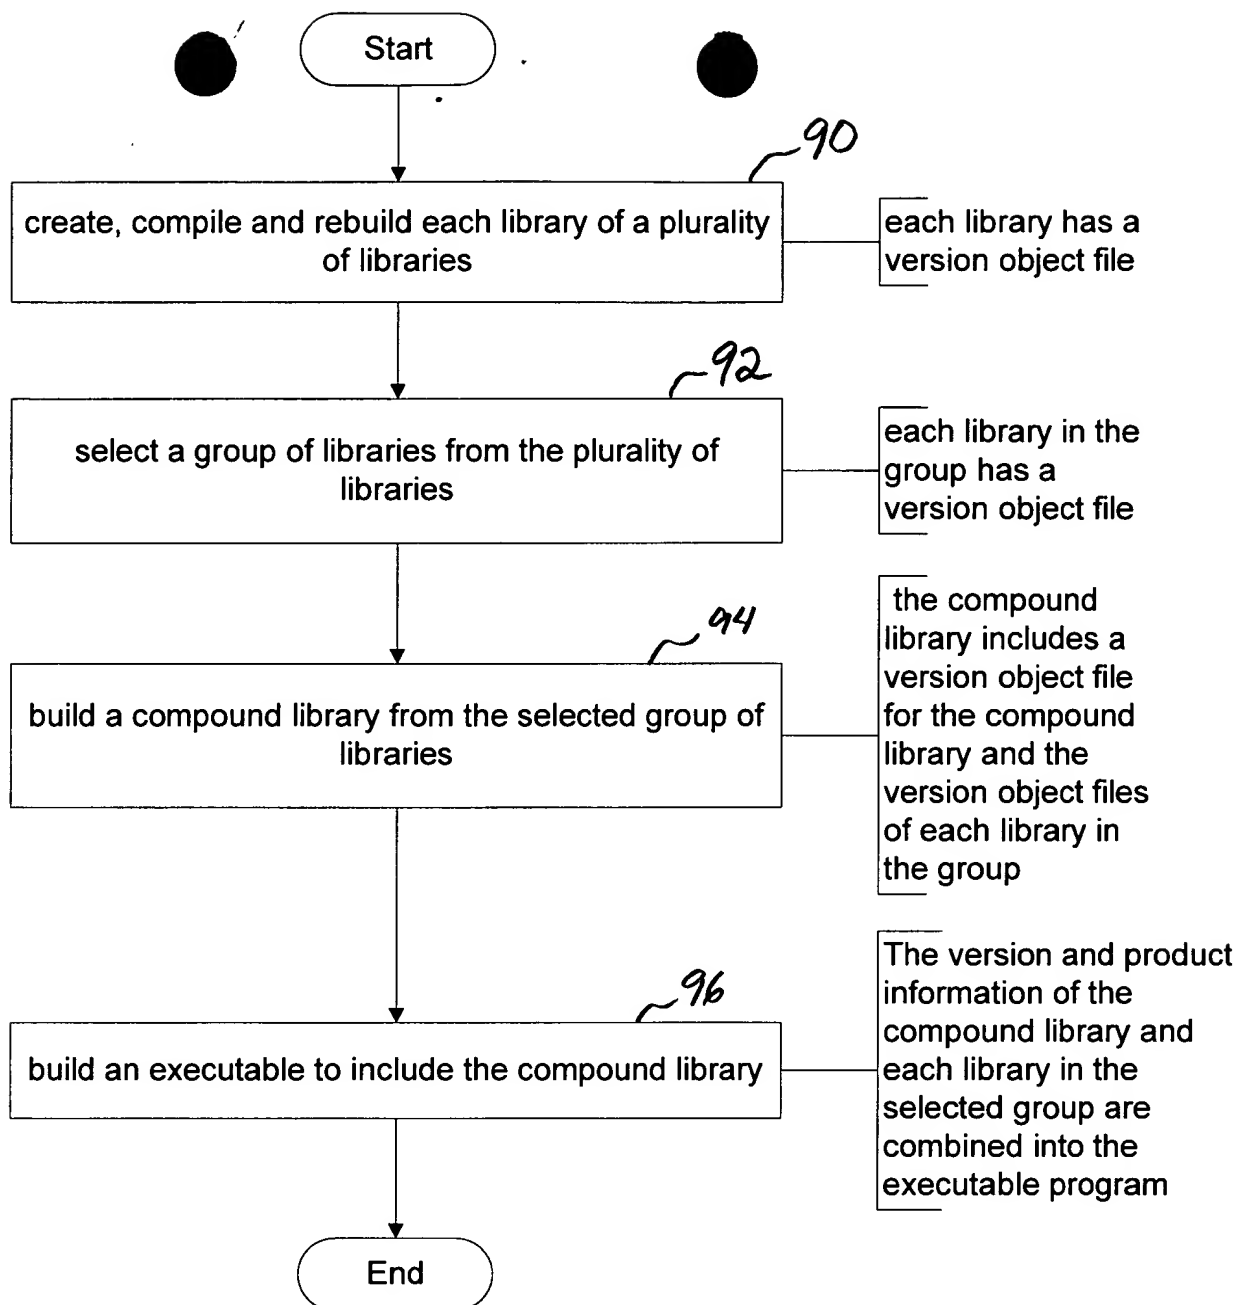 Start
90
create, compile and rebuild each library of a plurality
of libraries
each library has a
version object file
92
select a group of libraries from the plurality of
libraries
each library in the
group has a
version object file
94
build a compound library from the selected group of
libraries
the compound
library includes a
version object file
for the compound
library and the
version object files
of each library in
the group
96
build an executable to include the compound library
The version and product
information of the
compound library and
each library in the
selected group are
combined into the
executable program
End